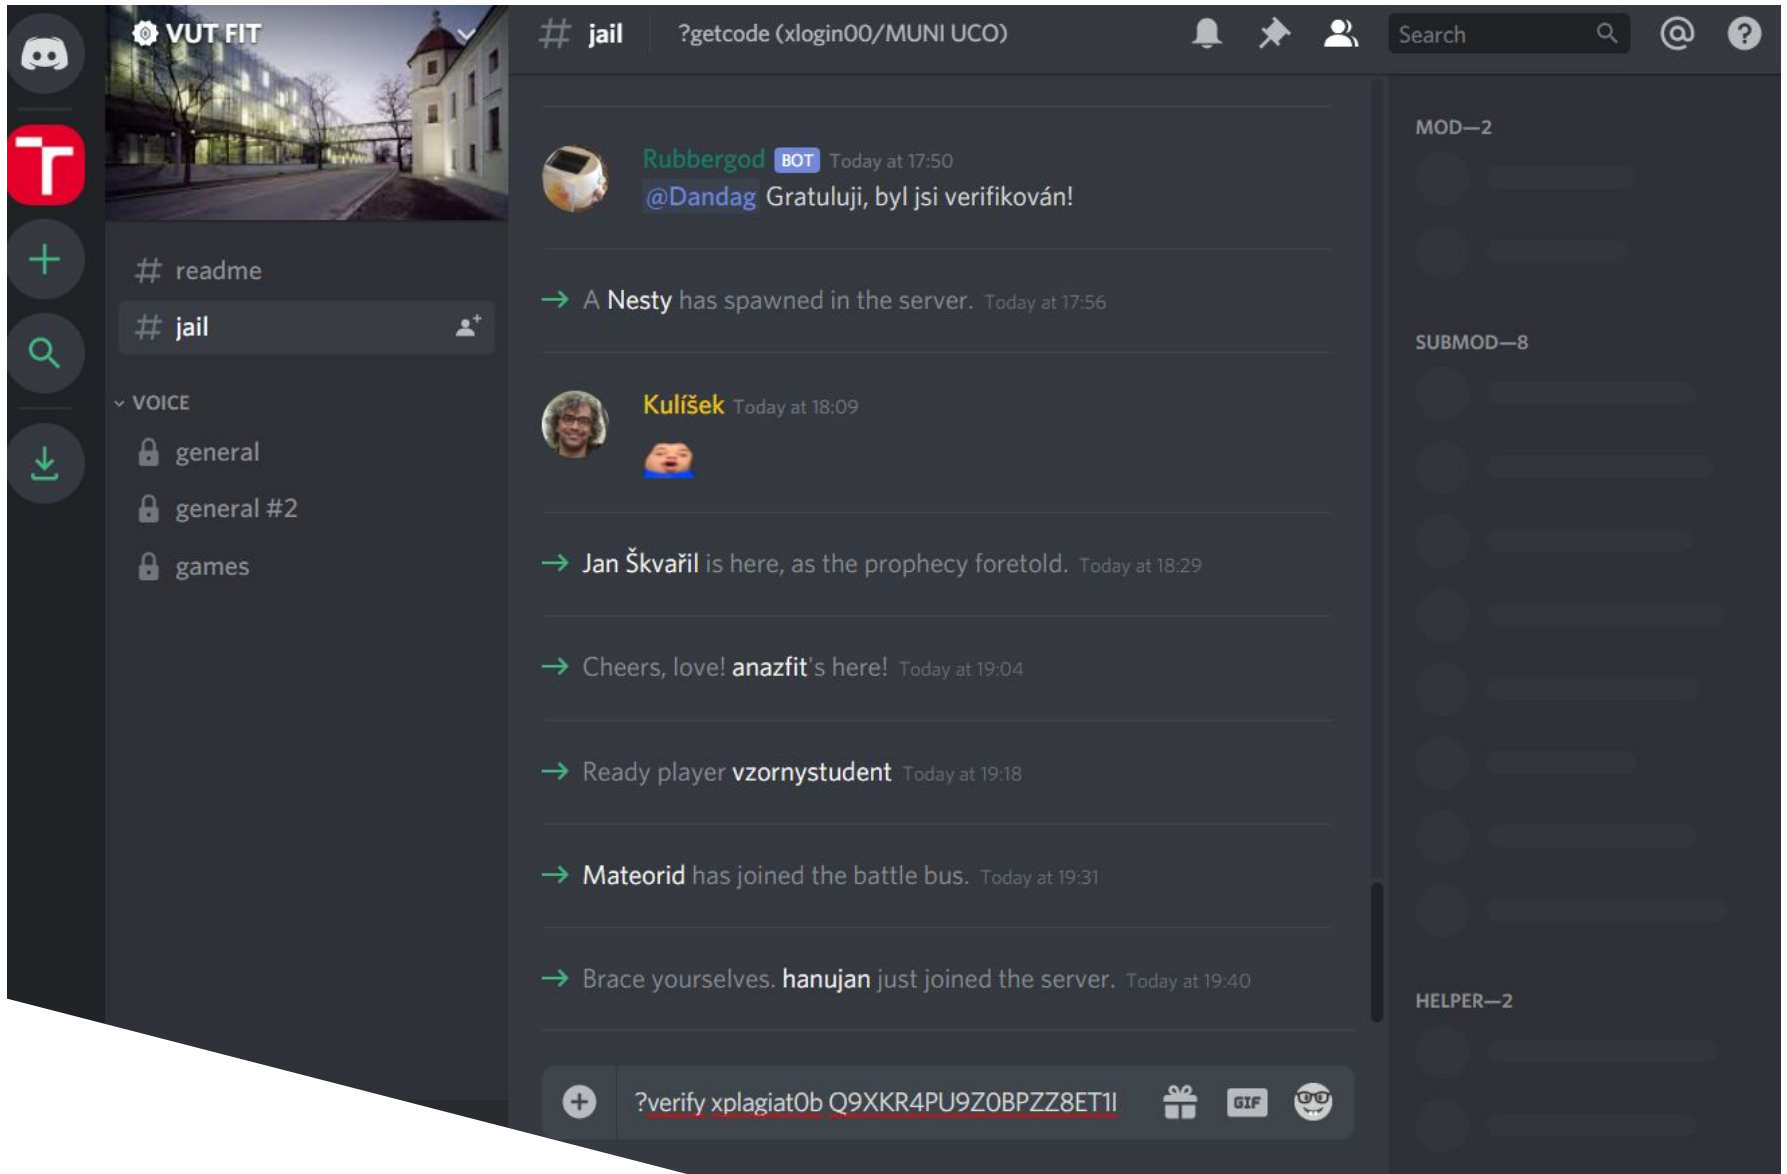 VUT FIT
# readme
# jail
VOICE
general
general #2
games
# jail
?getcode (xlogin00/MUNI UCO)
Search
Rubbergod BOT Today at 17:50
@Dandag Gratuluji, byl jsi verifikován!
A Nesty has spawned in the server. Today at 17:56
Kulíšek Today at 18:09
Jan Škvařil is here, as the prophecy foretold. Today at 18:29
Cheers, love! anazfit's here! Today at 19:04
Ready player vzornystudent Today at 19:18
Mateorid has joined the battle bus. Today at 19:31
Brace yourselves. hanujan just joined the server. Today at 19:40
?verify xplagiat0b Q9XKR4PU9Z0BPZZ8ET1I
GIF
MOD—2
SUBMOD—8
HELPER—2